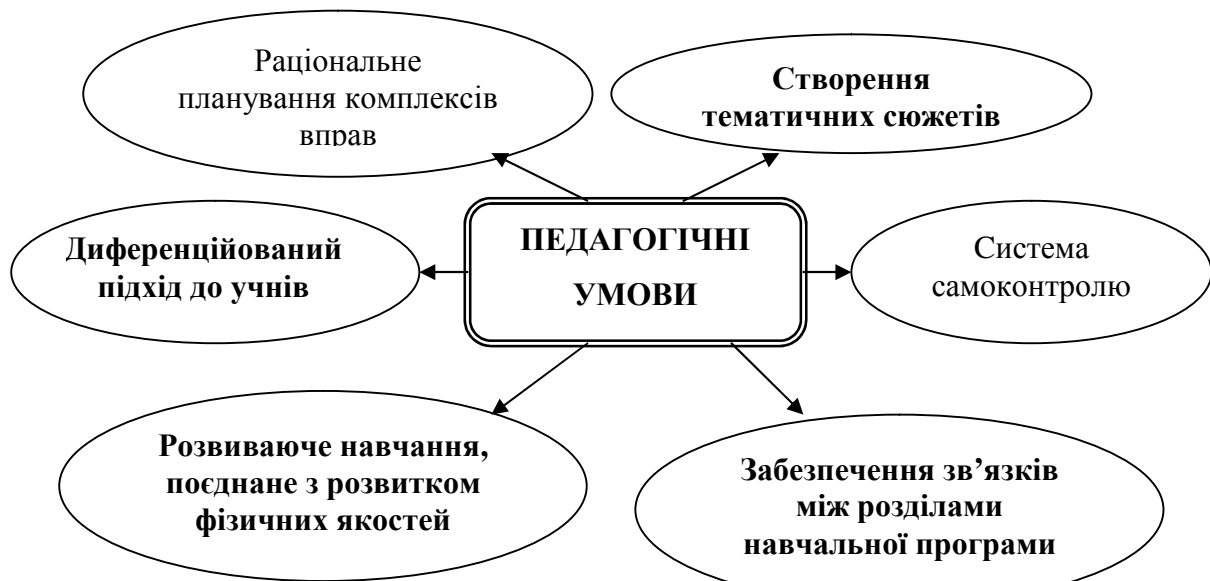 Раціональне
планування комплексів
вправ
Створення
тематичних сюжетів
Диференційований
підхід до учнів
ПЕДАГОГІЧНІ
УМОВИ
Система
самоконтролю
Розвиваюче навчання,
поєднане з розвитком
фізичних якостей
Забезпечення зв’язків
між розділами
навчальної програми